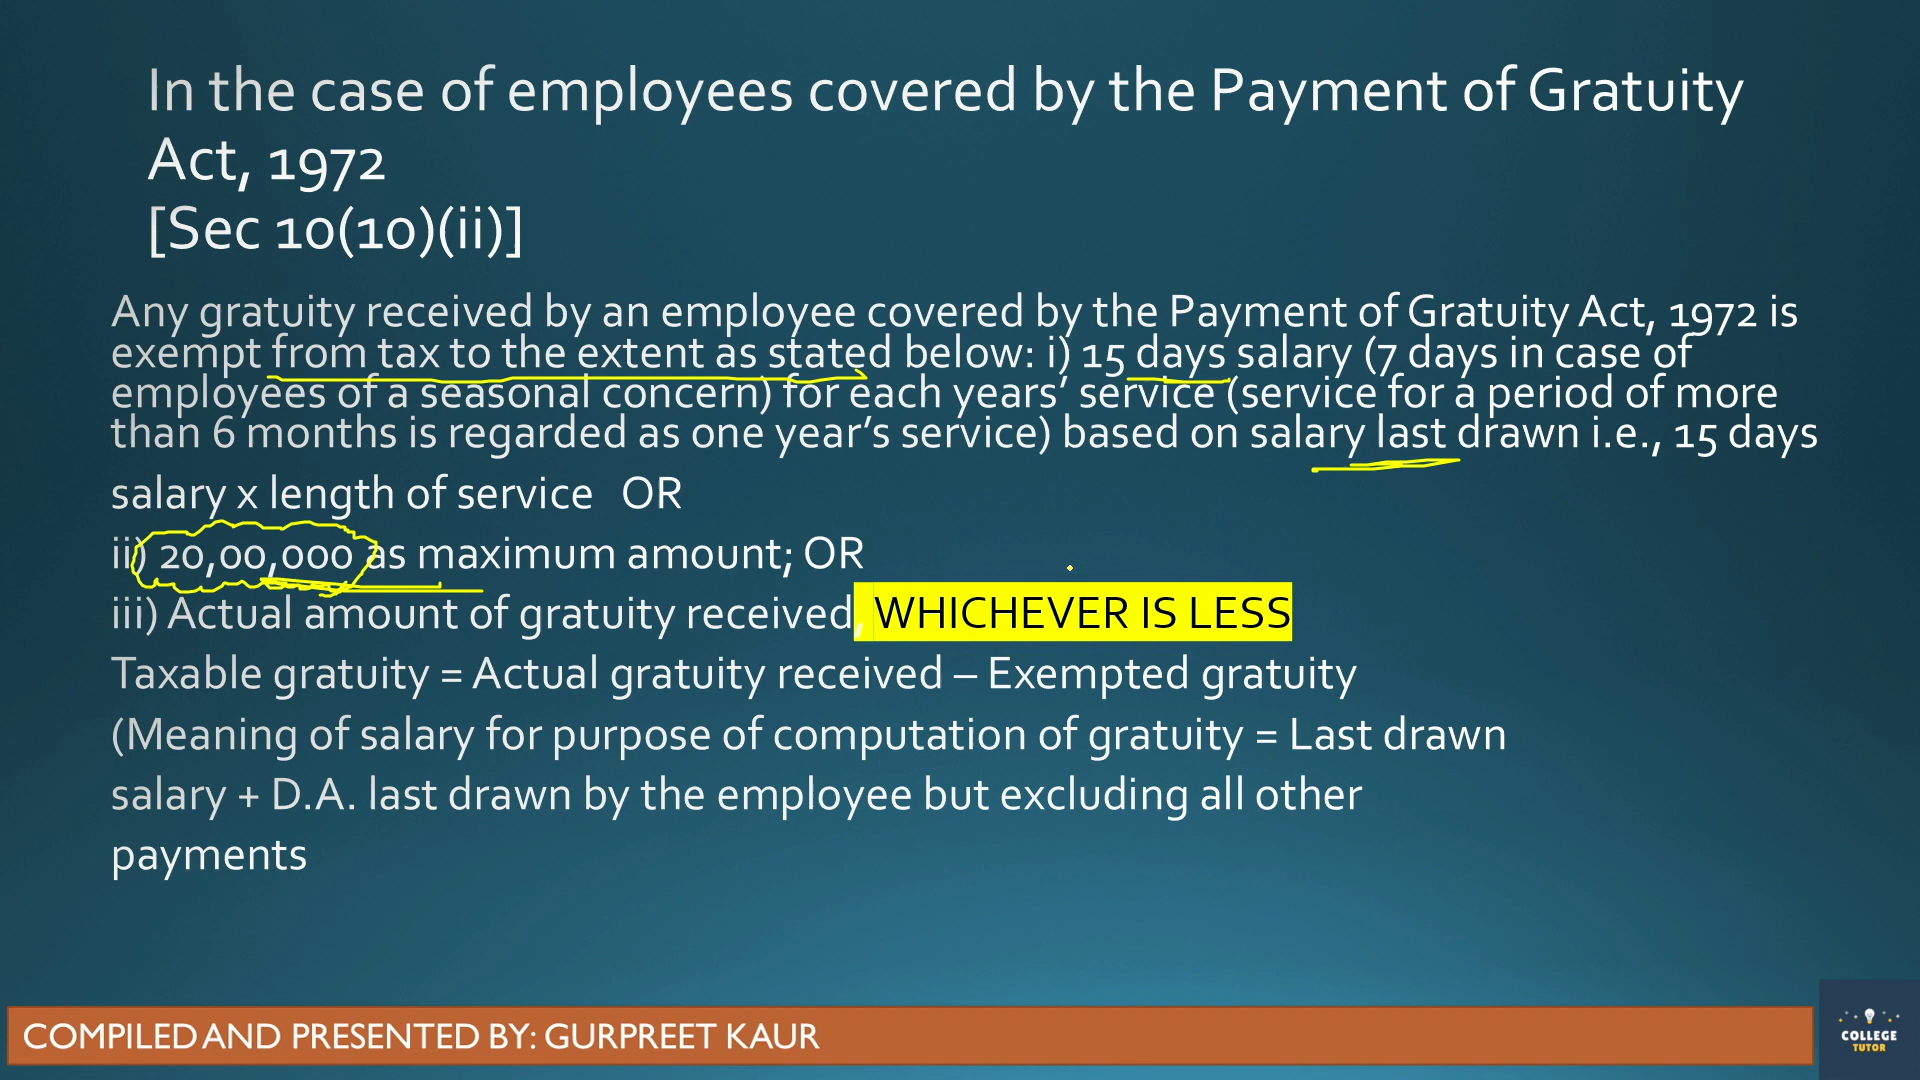 In the case of employees covered by the Payment of Gratuity
Act, 1972
[Sec 10(10)(ii)]
Any gratuity received by an employee covered by the Payment of Gratuity Act, 1972 is
exempt from tax to the extent as stated below: i) 15 days salary (7 days in case of
employees of a seasonal concern) for each years’ service (service for a period of more
than 6 months is regarded as one year’s service) based on salary last drawn i.e., 15 days
salary x length of service OR
ii) 20,00,000 as maximum amount; OR
iii) Actual amount of gratuity received, WHICHEVER IS LESS
Taxable gratuity = Actual gratuity received – Exempted gratuity
(Meaning of salary for purpose of computation of gratuity = Last drawn
salary + D.A. last drawn by the employee but excluding all other
payments
COMPILED AND PRESENTED BY: GURPREET KAUR
COLLEGE
TUTOR